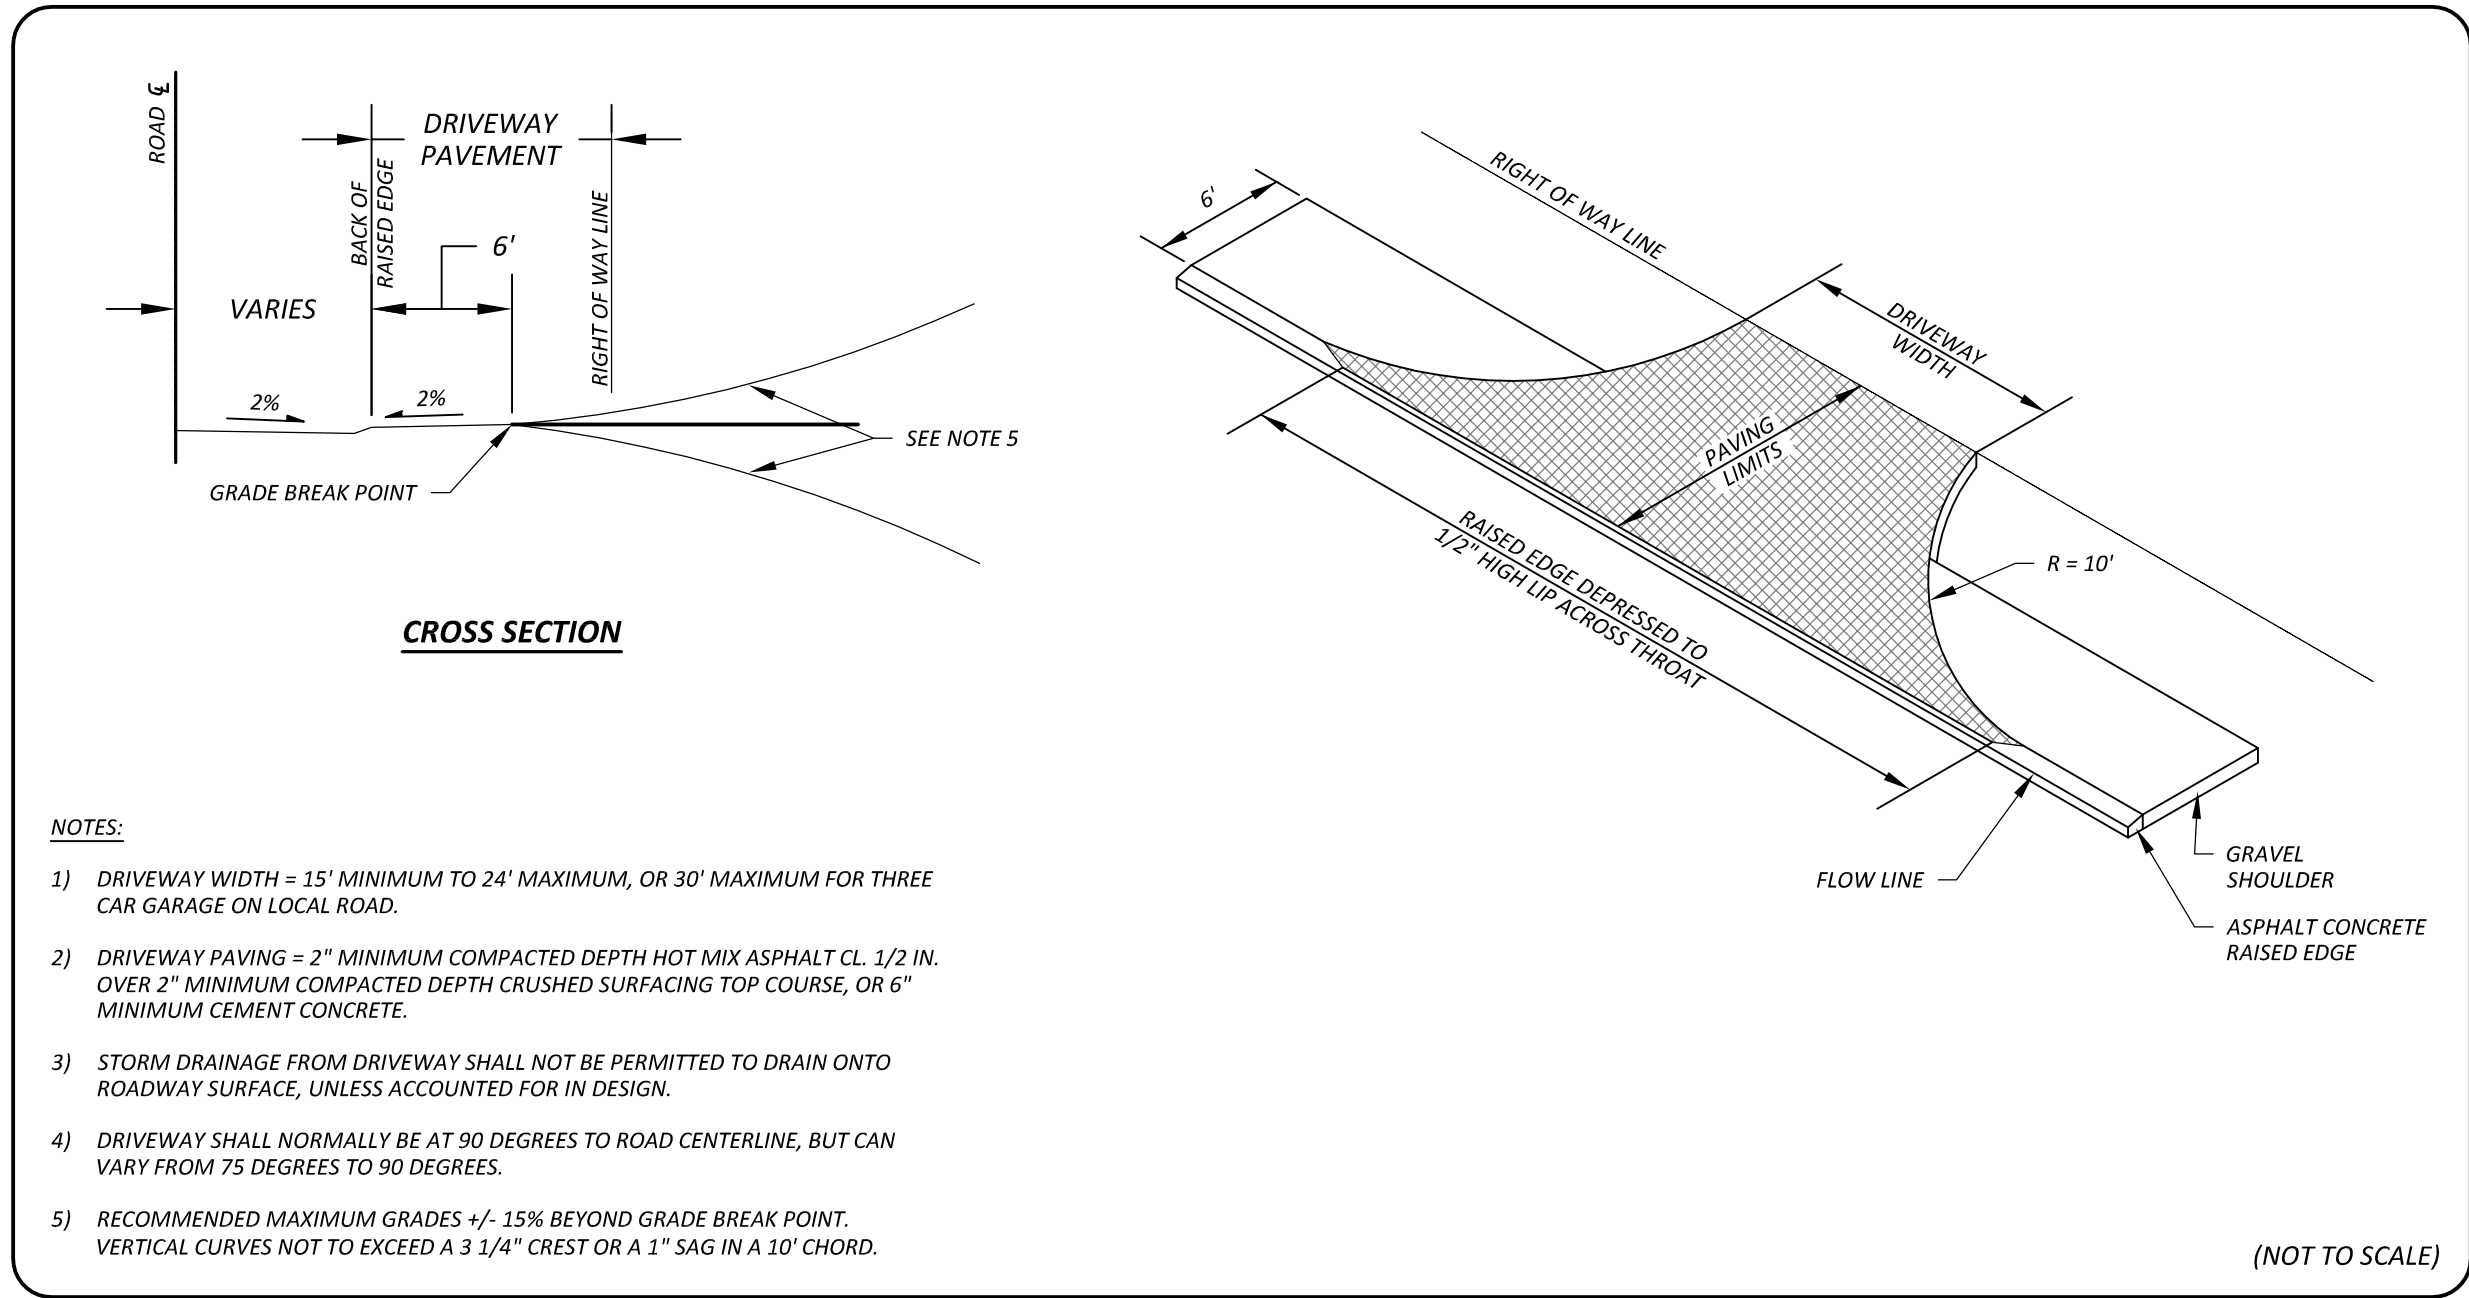 ROAD ℄
DRIVEWAY
PAVEMENT
BACK OF
RAISED EDGE
6'
RIGHT OF WAY LINE
VARIES
2%
2%
SEE NOTE 5
GRADE BREAK POINT
CROSS SECTION
6'
RIGHT OF WAY LINE
DRIVEWAY
WIDTH
PAVING
LIMITS
RAISED EDGE DEPRESSED TO
1/2" HIGH LIP ACROSS THROAT
R = 10'
FLOW LINE
GRAVEL
SHOULDER
ASPHALT CONCRETE
RAISED EDGE
NOTES:
1) DRIVEWAY WIDTH = 15' MINIMUM TO 24' MAXIMUM, OR 30' MAXIMUM FOR THREE
CAR GARAGE ON LOCAL ROAD.
2) DRIVEWAY PAVING = 2" MINIMUM COMPACTED DEPTH HOT MIX ASPHALT CL. 1/2 IN.
OVER 2" MINIMUM COMPACTED DEPTH CRUSHED SURFACING TOP COURSE, OR 6"
MINIMUM CEMENT CONCRETE.
3) STORM DRAINAGE FROM DRIVEWAY SHALL NOT BE PERMITTED TO DRAIN ONTO
ROADWAY SURFACE, UNLESS ACCOUNTED FOR IN DESIGN.
4) DRIVEWAY SHALL NORMALLY BE AT 90 DEGREES TO ROAD CENTERLINE, BUT CAN
VARY FROM 75 DEGREES TO 90 DEGREES.
5) RECOMMENDED MAXIMUM GRADES +/- 15% BEYOND GRADE BREAK POINT.
VERTICAL CURVES NOT TO EXCEED A 3 1/4" CREST OR A 1" SAG IN A 10' CHORD.
(NOT TO SCALE)